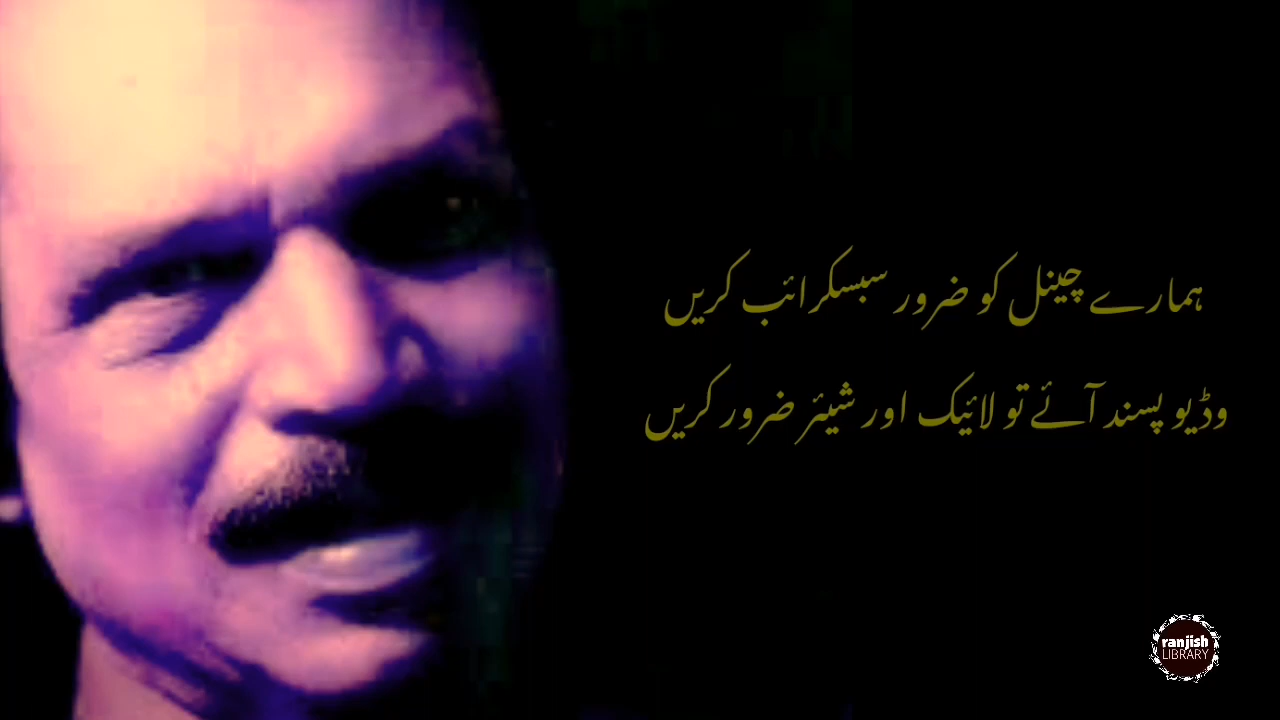 ہمارے چینل کو ضرور سبسکرائب کریں
وڈیو پسند آئے تو لائیک اور شیئر ضرور کریں
ranjish
LIBRARY